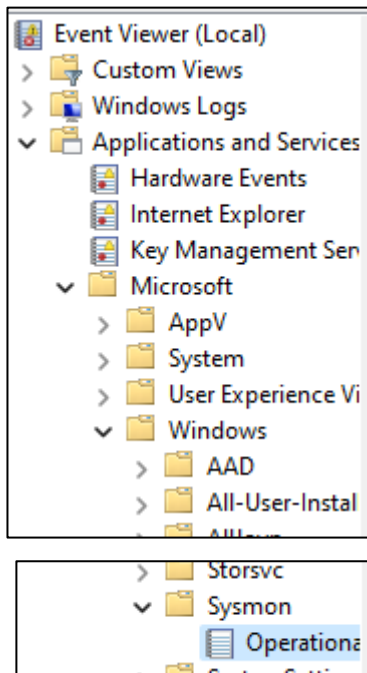 Event Viewer (Local)
Custom Views
Windows Logs
Applications and Services
Hardware Events
Internet Explorer
Key Management Ser
Microsoft
AppV
System
User Experience Vi
Windows
AAD
All-User-Instal
Storsvc
Sysmon
Operationa